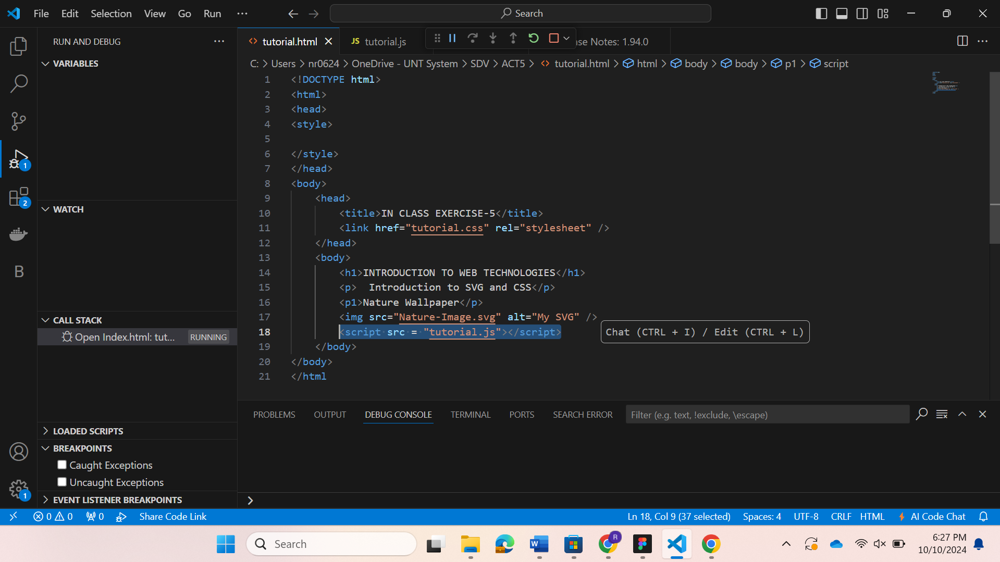 File Edit Selection View Go Run ··· Search
RUN AND DEBUG
VARIABLES
WATCH
CALL STACK
Open Index.html: tut... RUNNING
LOADED SCRIPTS
BREAKPOINTS
Caught Exceptions
Uncaught Exceptions
EVENT LISTENER BREAKPOINTS
1
2
B
1
tutorial.html JS tutorial.js se Notes: 1.94.0
C: > Users > nr0624 > OneDrive - UNT System > SDV > ACT5 > tutorial.html > html > body > body > p1 > script
1 <!DOCTYPE html>
2 <html>
3 <head>
4 <style>
5
6 </style>
7 </head>
8 <body>
9 <head>
10 <title>IN CLASS EXERCISE-5</title>
11 <link href="tutorial.css" rel="stylesheet" />
12 </head>
13 <body>
14 <h1>INTRODUCTION TO WEB TECHNOLOGIES</h1>
15 <p>  Introduction to SVG and CSS</p>
16 <p1>Nature Wallpaper</p>
17 <img src="Nature-Image.svg" alt="My SVG" />
18 <script src = "tutorial.js"></script> Chat (CTRL + I) / Edit (CTRL + L)
19 </body>
20 </body>
21 </html
PROBLEMS OUTPUT DEBUG CONSOLE TERMINAL PORTS SEARCH ERROR Filter (e.g. text, !exclude, \escape)
0 0 0 Share Code Link Ln 18, Col 9 (37 selected) Spaces: 4 UTF-8 CRLF HTML AI Code Chat
Search W R 6:27 PM
10/10/2024